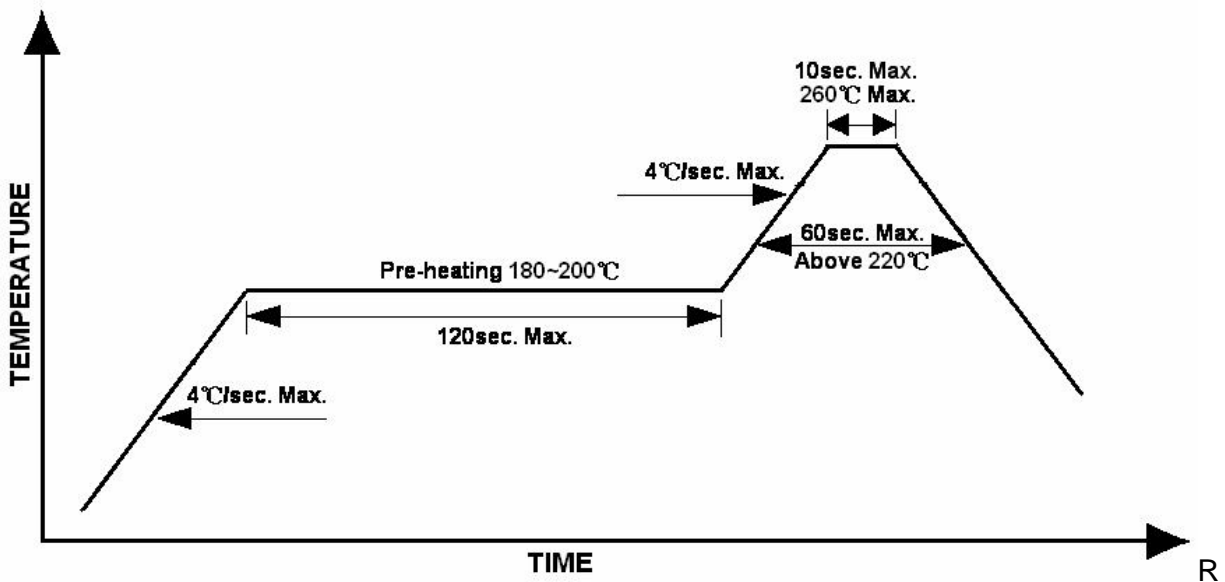 10sec. Max.
260℃ Max.
4℃/sec. Max.
60sec. Max.
Above 220℃
Pre-heating 180~200℃
120sec. Max.
4℃/sec. Max.
TEMPERATURE
TIME
R